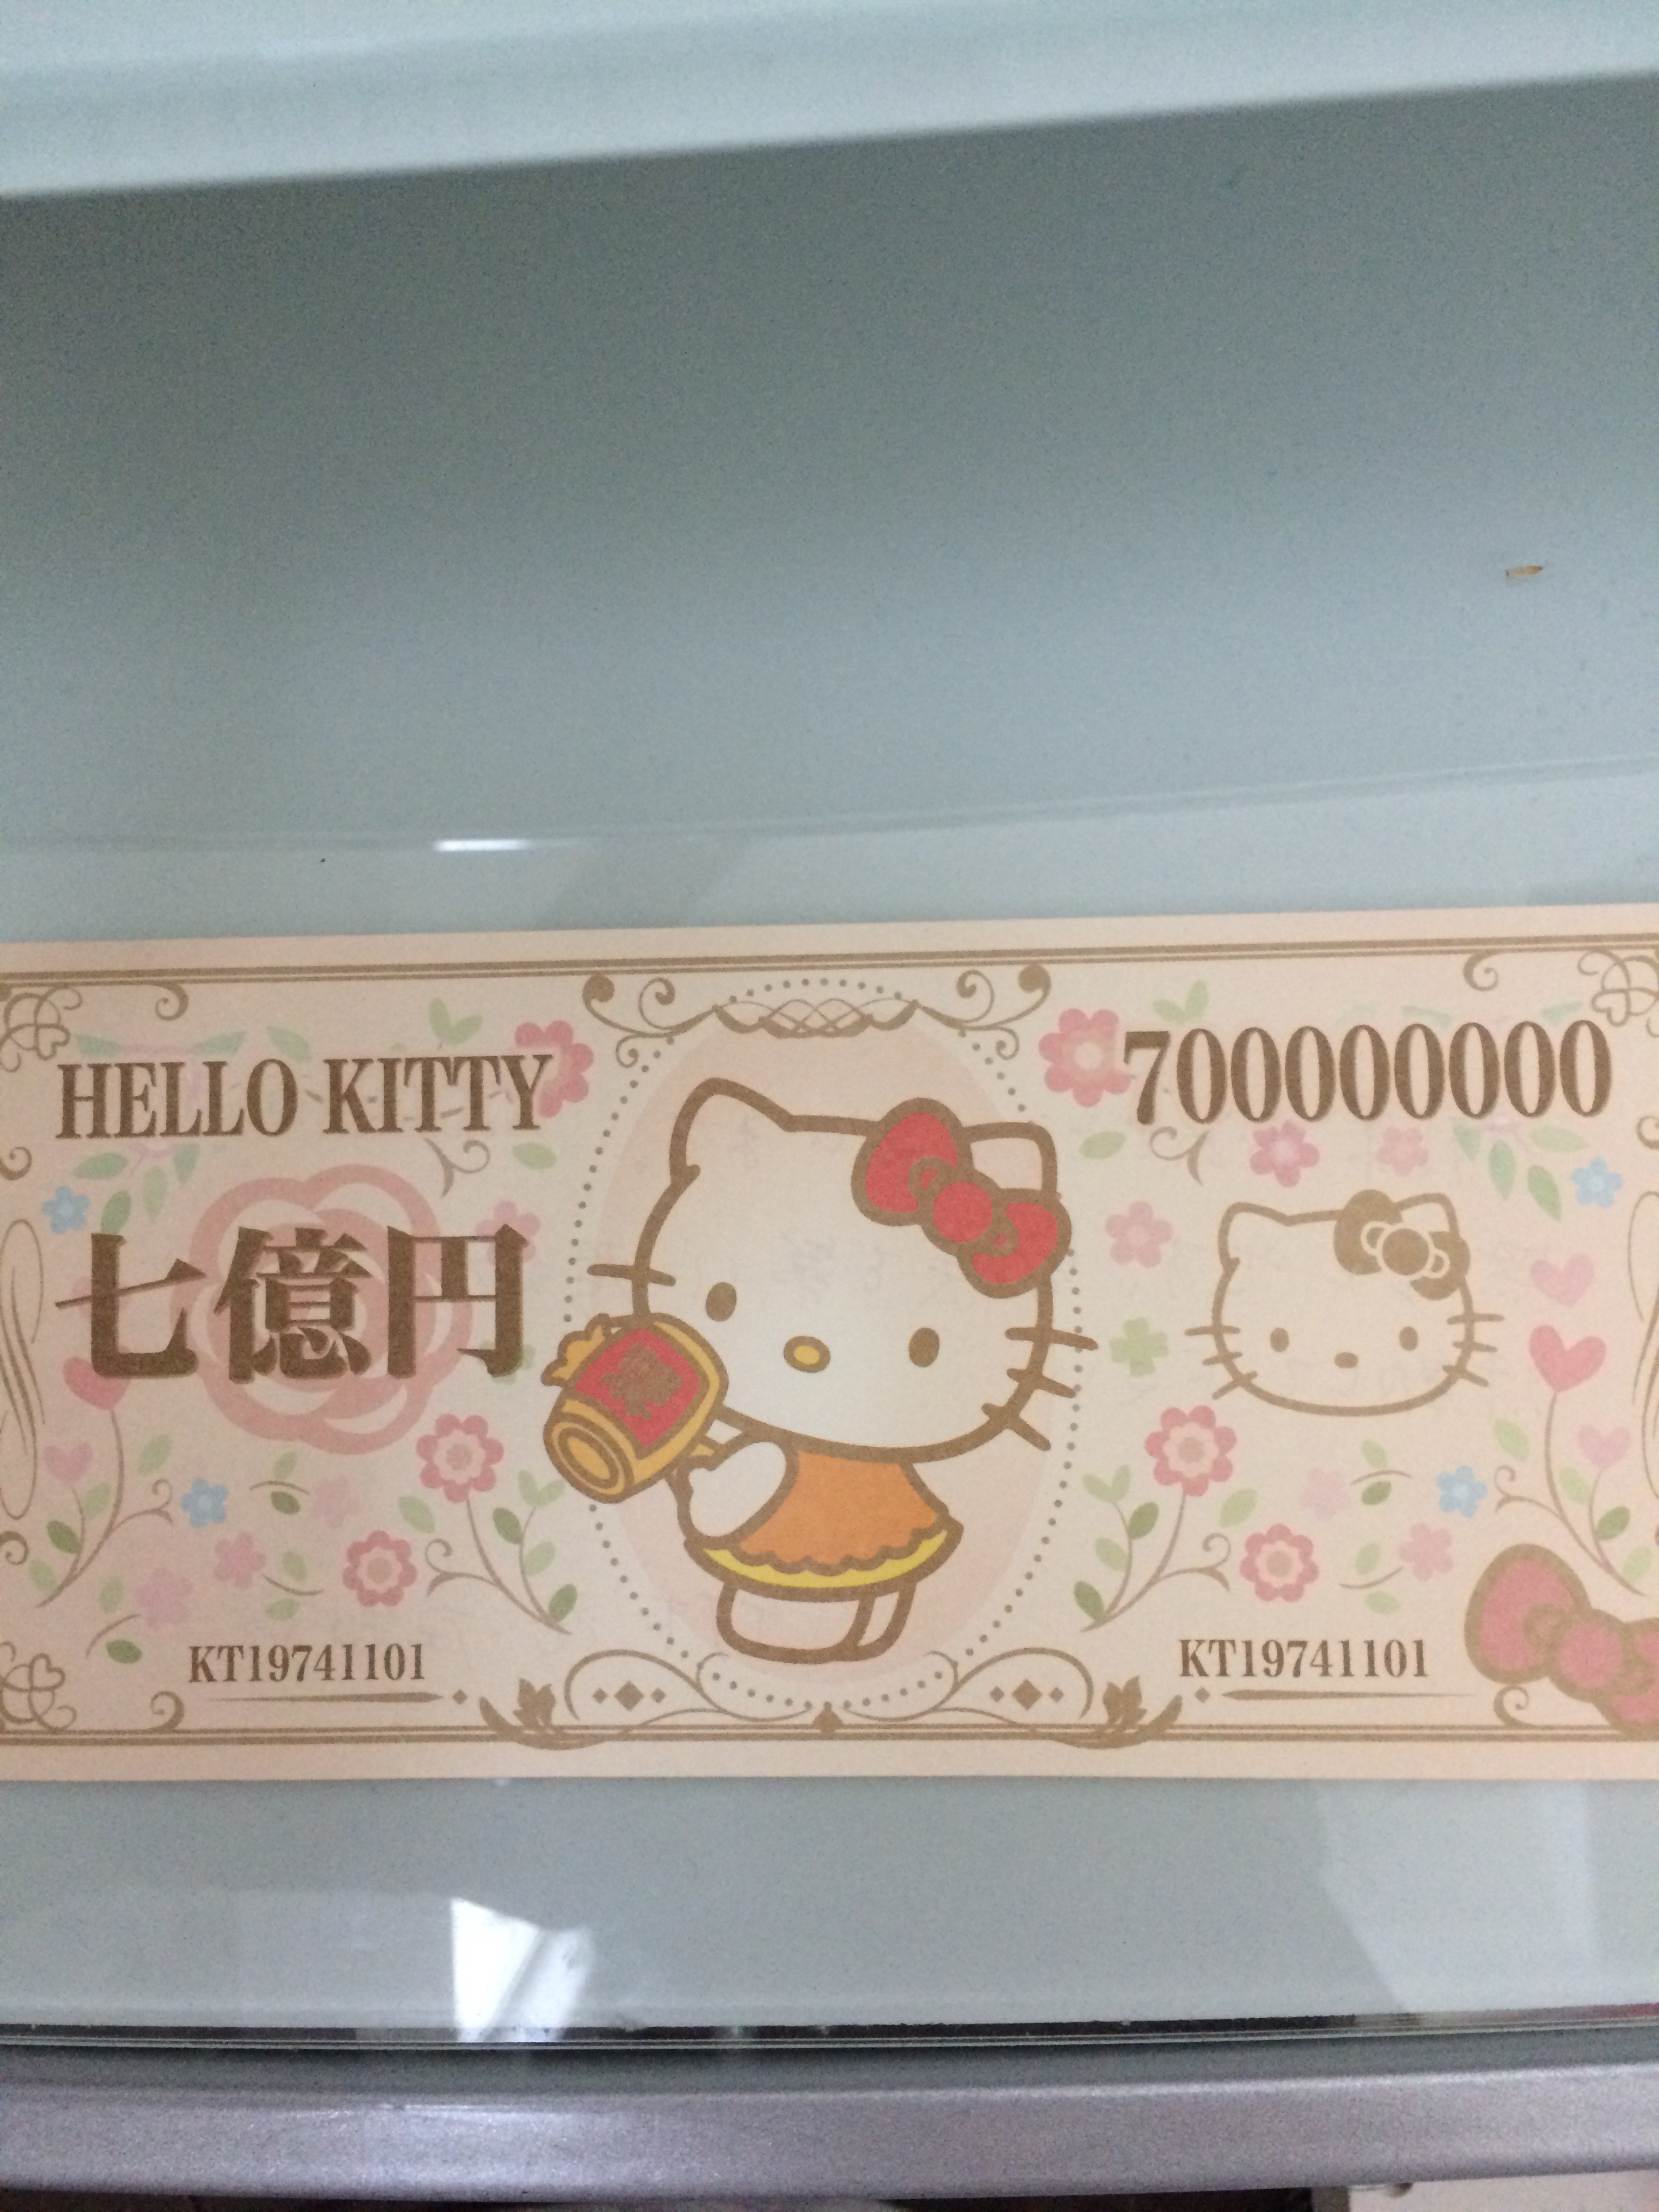 HELLO KITTY
700000000
七億円
KT19741101
KT19741101